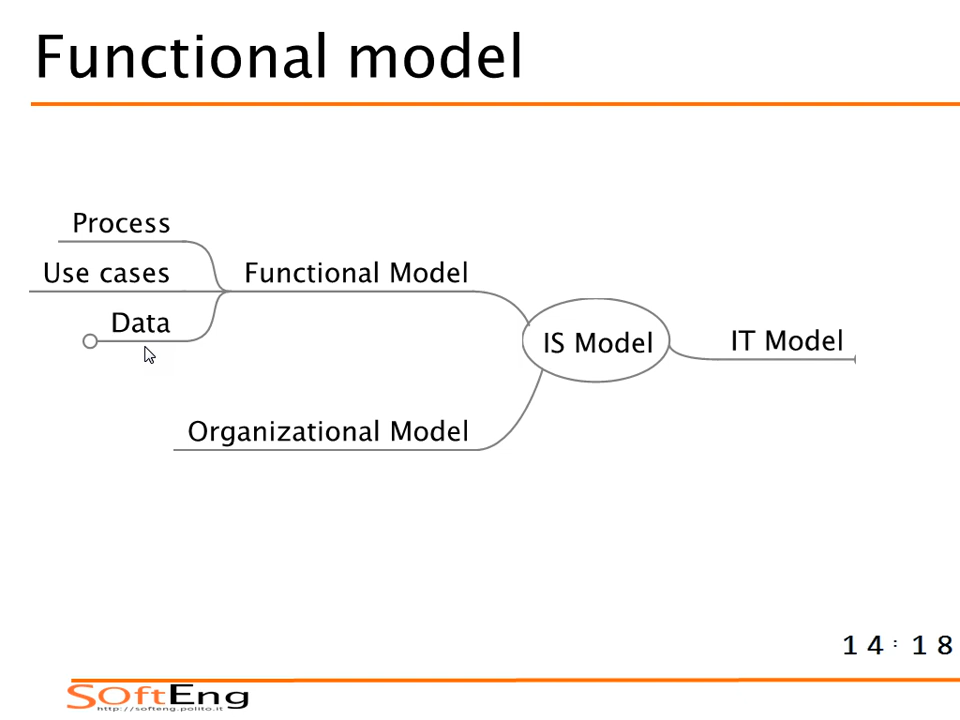 Functional model
Process
Use cases
Data
Functional Model
Organizational Model
IS Model
IT Model
14:18
SoftEng
http://softeng.polito.it